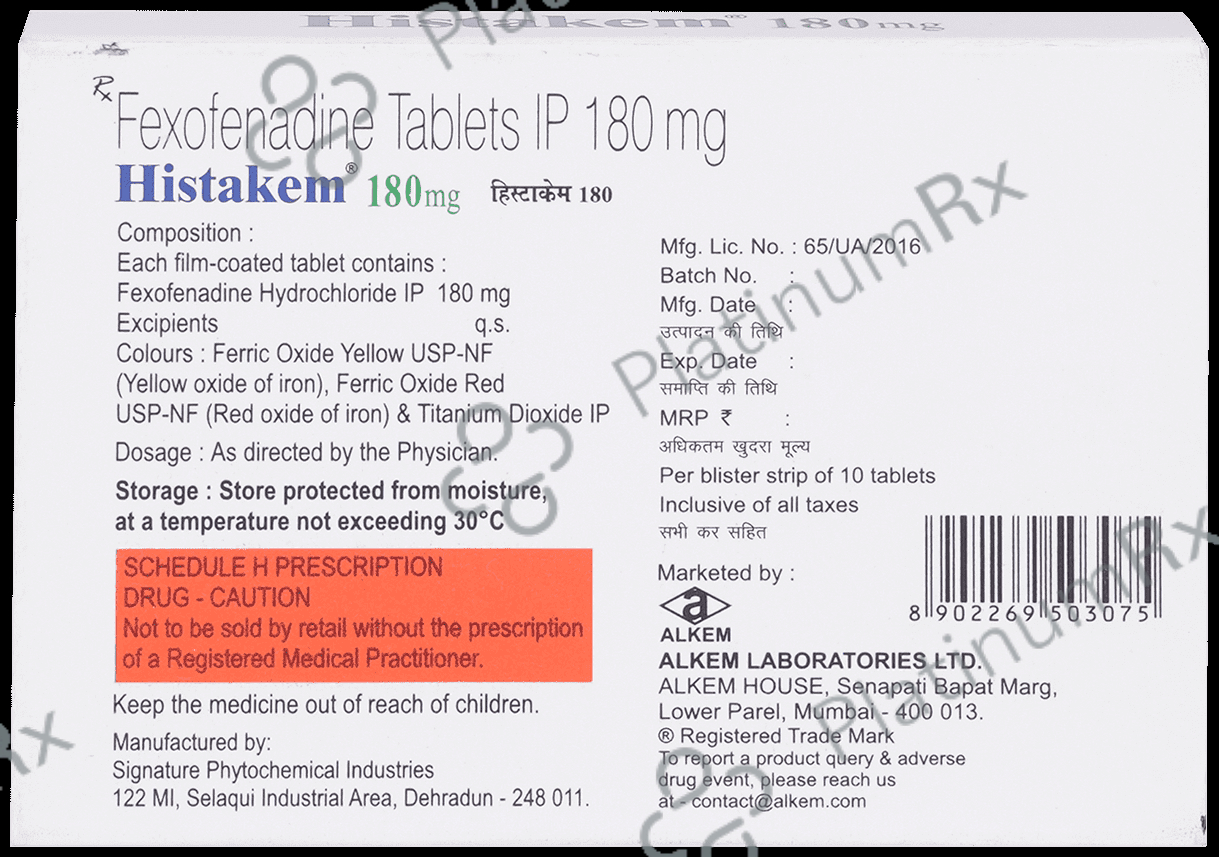 Histakem® 180mg
Rx Fexofenadine Tablets IP 180 mg
Histakem® 180mg हिस्टाकेम 180
Composition :
Each film-coated tablet contains :
Fexofenadine Hydrochloride IP 180 mg
Excipients q.s.
Colours : Ferric Oxide Yellow USP-NF
(Yellow oxide of iron), Ferric Oxide Red
USP-NF (Red oxide of iron) & Titanium Dioxide IP
Dosage : As directed by the Physician.
Storage : Store protected from moisture,
at a temperature not exceeding 30°C
SCHEDULE H PRESCRIPTION
DRUG - CAUTION
Not to be sold by retail without the prescription
of a Registered Medical Practitioner.
Keep the medicine out of reach of children.
Manufactured by:
Signature Phytochemical Industries
122 MI, Selaqui Industrial Area, Dehradun - 248 011.
Mfg. Lic. No. : 65/UA/2016
Batch No. :
Mfg. Date :
उत्पादन की तिथि
Exp. Date :
समाप्ति की तिथि
MRP ₹ :
अधिकतम खुदरा मूल्य
Per blister strip of 10 tablets
Inclusive of all taxes
सभी कर सहित
Marketed by :
a
ALKEM
ALKEM LABORATORIES LTD.
ALKEM HOUSE, Senapati Bapat Marg,
Lower Parel, Mumbai - 400 013.
® Registered Trade Mark
To report a product query & adverse
drug event, please reach us
at - contact@alkem.com
8 902269 503075
PlatinumRx
PlatinumRx
Rx